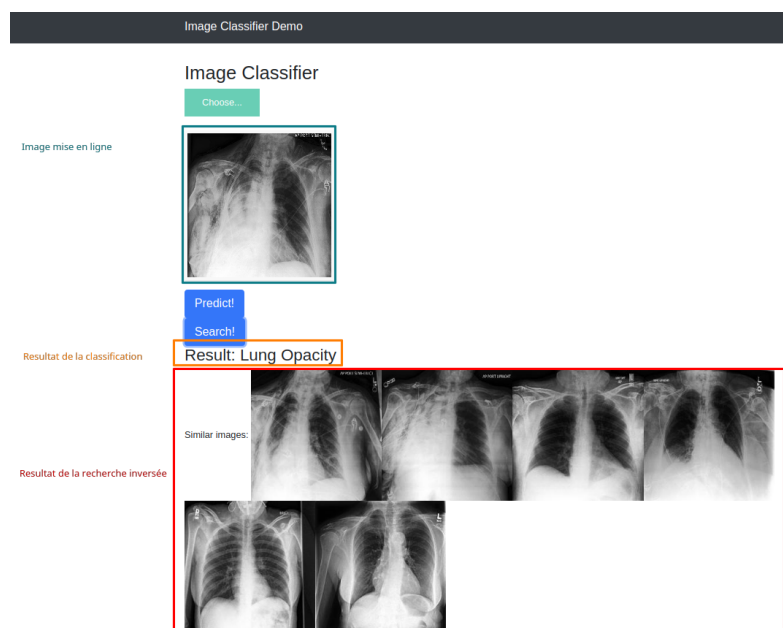 Image Classifier Demo
Image Classifier
Choose...
Image mise en ligne
Predict!
Search!
Resultat de la classification
Result: Lung Opacity
Similar images:
Resultat de la recherche inversée